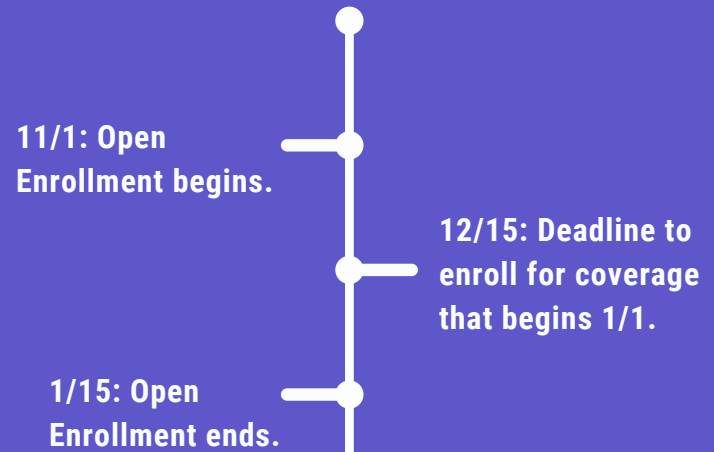 11/1: Open
Enrollment begins.
12/15: Deadline to
enroll for coverage
that begins 1/1.
1/15: Open
Enrollment ends.